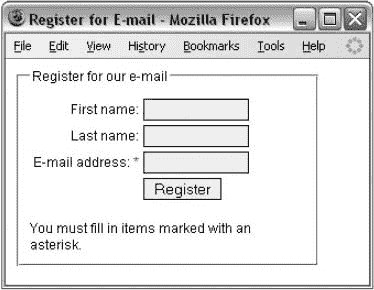 Register for E-mail - Mozilla Firefox
File Edit View History Bookmarks Tools Help
Register for our e-mail
First name:
Last name:
E-mail address: *
Register
You must fill in items marked with an
asterisk.